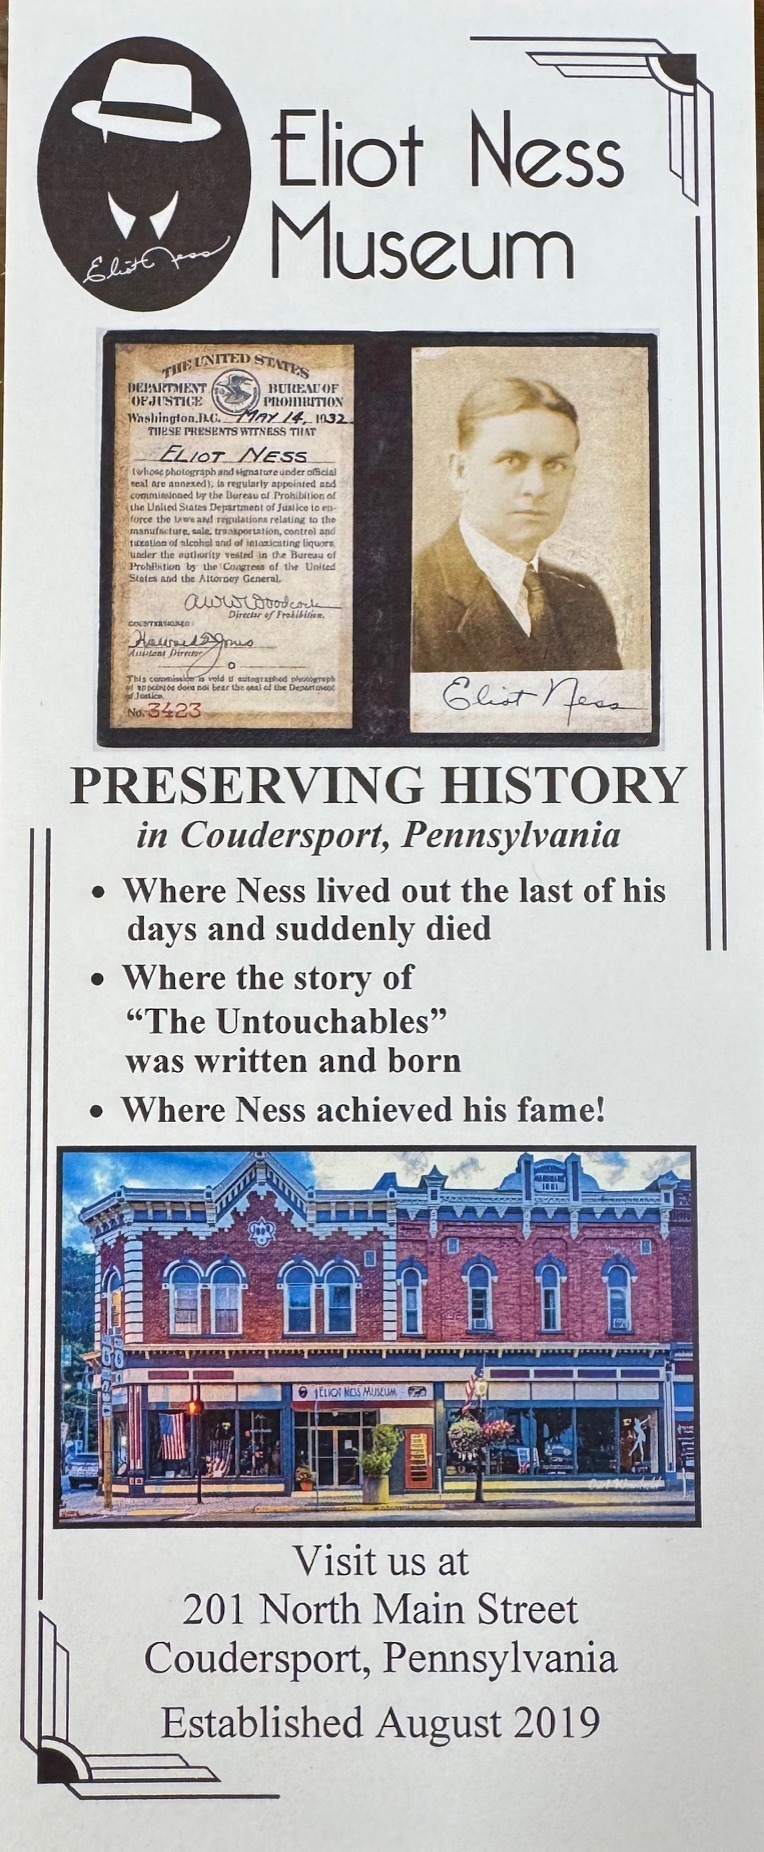 Eliot Ness
Eliot Ness
Museum
THE UNITED STATES
DEPARTMENT OF JUSTICE
BUREAU OF PROHIBITION
Washington, D.C. MAY 14, 1932.
THESE PRESENTS WITNESS THAT
ELIOT NESS
(whose photograph and signature under official
seal are annexed), is regularly appointed and
commissioned by the Bureau of Prohibition of
the United States Department of Justice to en-
force the laws and regulations relating to the
manufacture, sale, transportation, control and
taxation of alcohol and of intoxicating liquors,
under the authority vested in the Bureau of
Prohibition by the Congress of the United
States and the Attorney General.
Director of Prohibition.
COUNTERSIGNED:
Assistant Director
This commission is void if autographed photograph
of appointee does not bear the seal of the Department
of Justice.
No. 3423
Eliot Ness
PRESERVING HISTORY
in Coudersport, Pennsylvania
• Where Ness lived out the last of his
days and suddenly died
• Where the story of
“The Untouchables”
was written and born
• Where Ness achieved his fame!
ELIOT NESS MUSEUM
Visit us at
201 North Main Street
Coudersport, Pennsylvania
Established August 2019